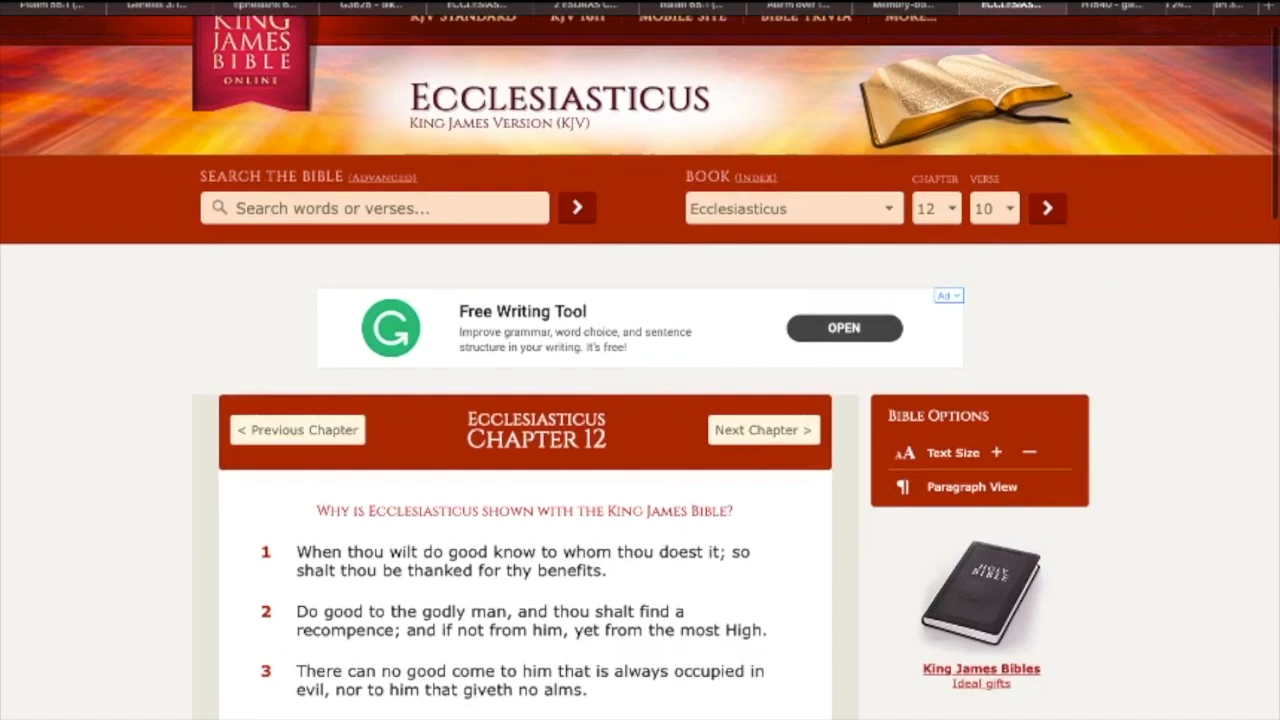 KJV STANDARD KJV 1611 MOBILE SITE BIBLE TRIVIA MORE...
KING
JAMES
BIBLE
ONLINE
ECCLESIASTICUS
KING JAMES VERSION (KJV)
SEARCH THE BIBLE (ADVANCED)
Search words or verses...
BOOK (INDEX) CHAPTER VERSE
Ecclesiasticus 12 10
Ad
Free Writing Tool
Improve grammar, word choice, and sentence
structure in your writing. It's free!
OPEN
< Previous Chapter
ECCLESIASTICUS
CHAPTER 12
Next Chapter >
WHY IS ECCLESIASTICUS SHOWN WITH THE KING JAMES BIBLE?
1 When thou wilt do good know to whom thou doest it; so
shalt thou be thanked for thy benefits.
2 Do good to the godly man, and thou shalt find a
recompence; and if not from him, yet from the most High.
3 There can no good come to him that is always occupied in
evil, nor to him that giveth no alms.
BIBLE OPTIONS
AA Text Size + −
¶ Paragraph View
HOLY
BIBLE
King James Bibles
Ideal gifts